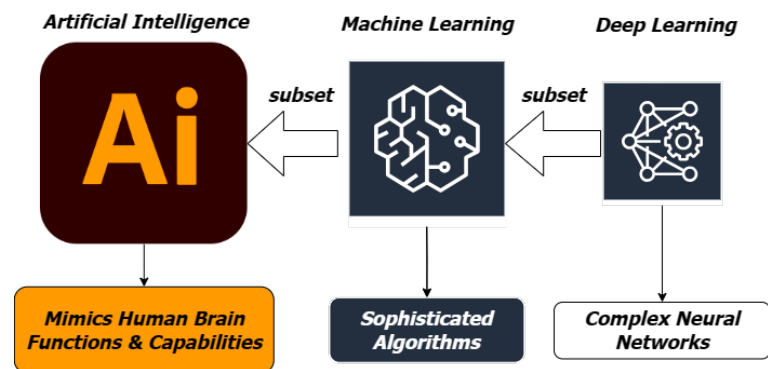 Artificial Intelligence
Machine Learning
Deep Learning
subset
subset
Ai
Mimics Human Brain
Functions & Capabilities
Sophisticated
Algorithms
Complex Neural
Networks